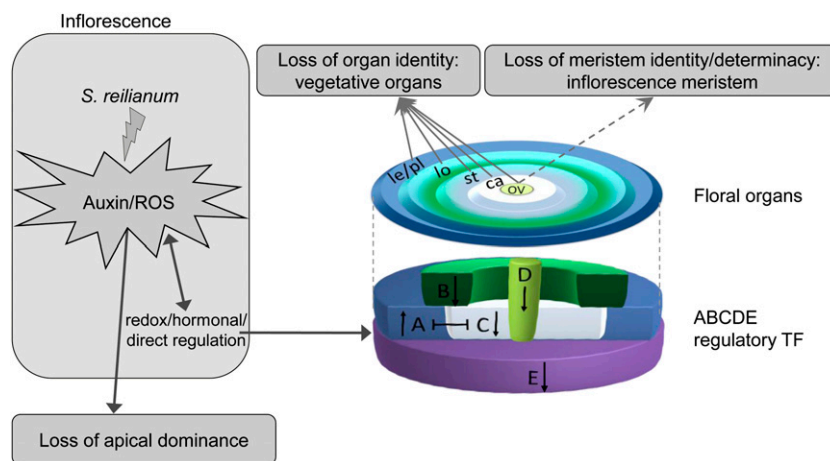 Inflorescence
S. reilianum
Auxin/ROS
redox/hormonal/
direct regulation
Loss of apical dominance
Loss of organ identity:
vegetative organs
Loss of meristem identity/determinacy:
inflorescence meristem
le/pl
lo
st
ca
ov
Floral organs
B
D
A
C
E
ABCDE
regulatory TF